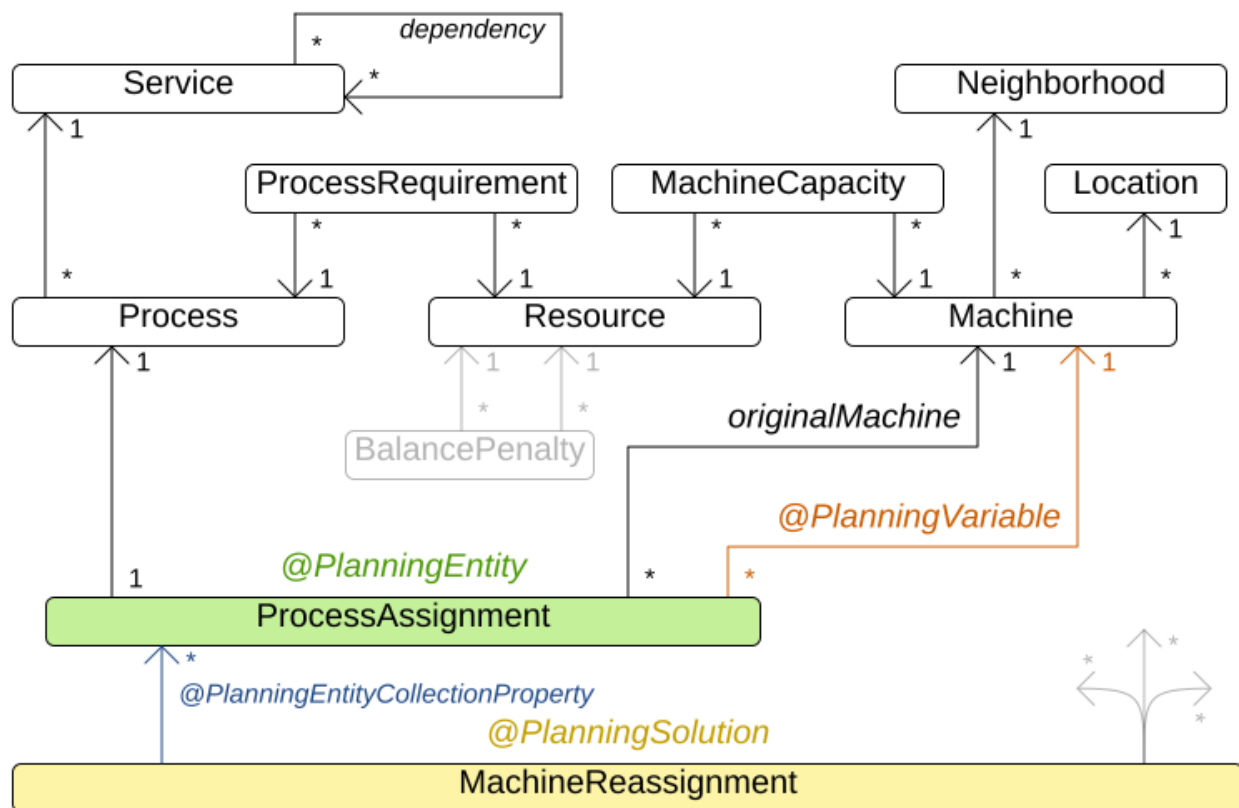 *
dependency
*
Service
Neighborhood
1
1
ProcessRequirement
MachineCapacity
Location
* * * * 1
* 1 1 1 1 * *
Process
Resource
Machine
1
1 1
1
1
* *
originalMachine
BalancePenalty
@PlanningVariable
@PlanningEntity
1
* *
ProcessAssignment
*
@PlanningEntityCollectionProperty
* * *
@PlanningSolution
MachineReassignment